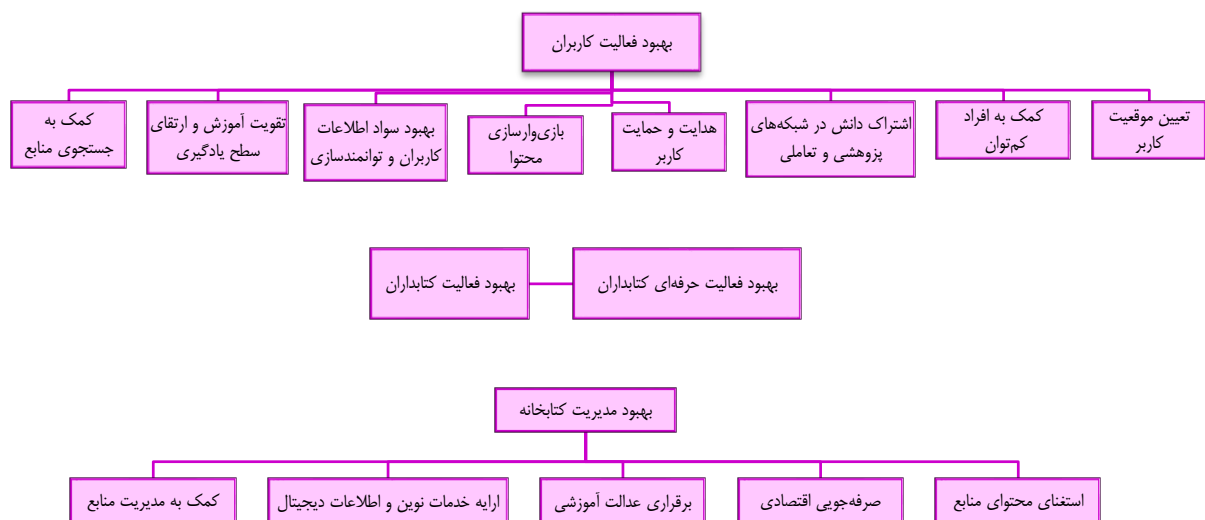 بهبود فعالیت کاربران
تعیین موقعیت
کاربر
کمک به افراد
کم‌توان
اشتراک دانش در شبکه‌های
پزوهشی و تعاملی
هدایت و حمایت
کاربر
بازی‌وارسازی
محتوا
بهبود سواد اطلاعات
کاربران و توانمندسازی
تقویت آموزش و ارتقای
سطح یادگیری
کمک به
جستجوی منابع
بهبود فعالیت حرفه‌ای کتابداران
بهبود فعالیت کتابداران
بهبود مدیریت کتابخانه
استغنای محتوای منابع
صرفه‌جویی اقتصادی
برقراری عدالت آموزشی
ارایه خدمات نوین و اطلاعات دیجیتال
کمک به مدیریت منابع